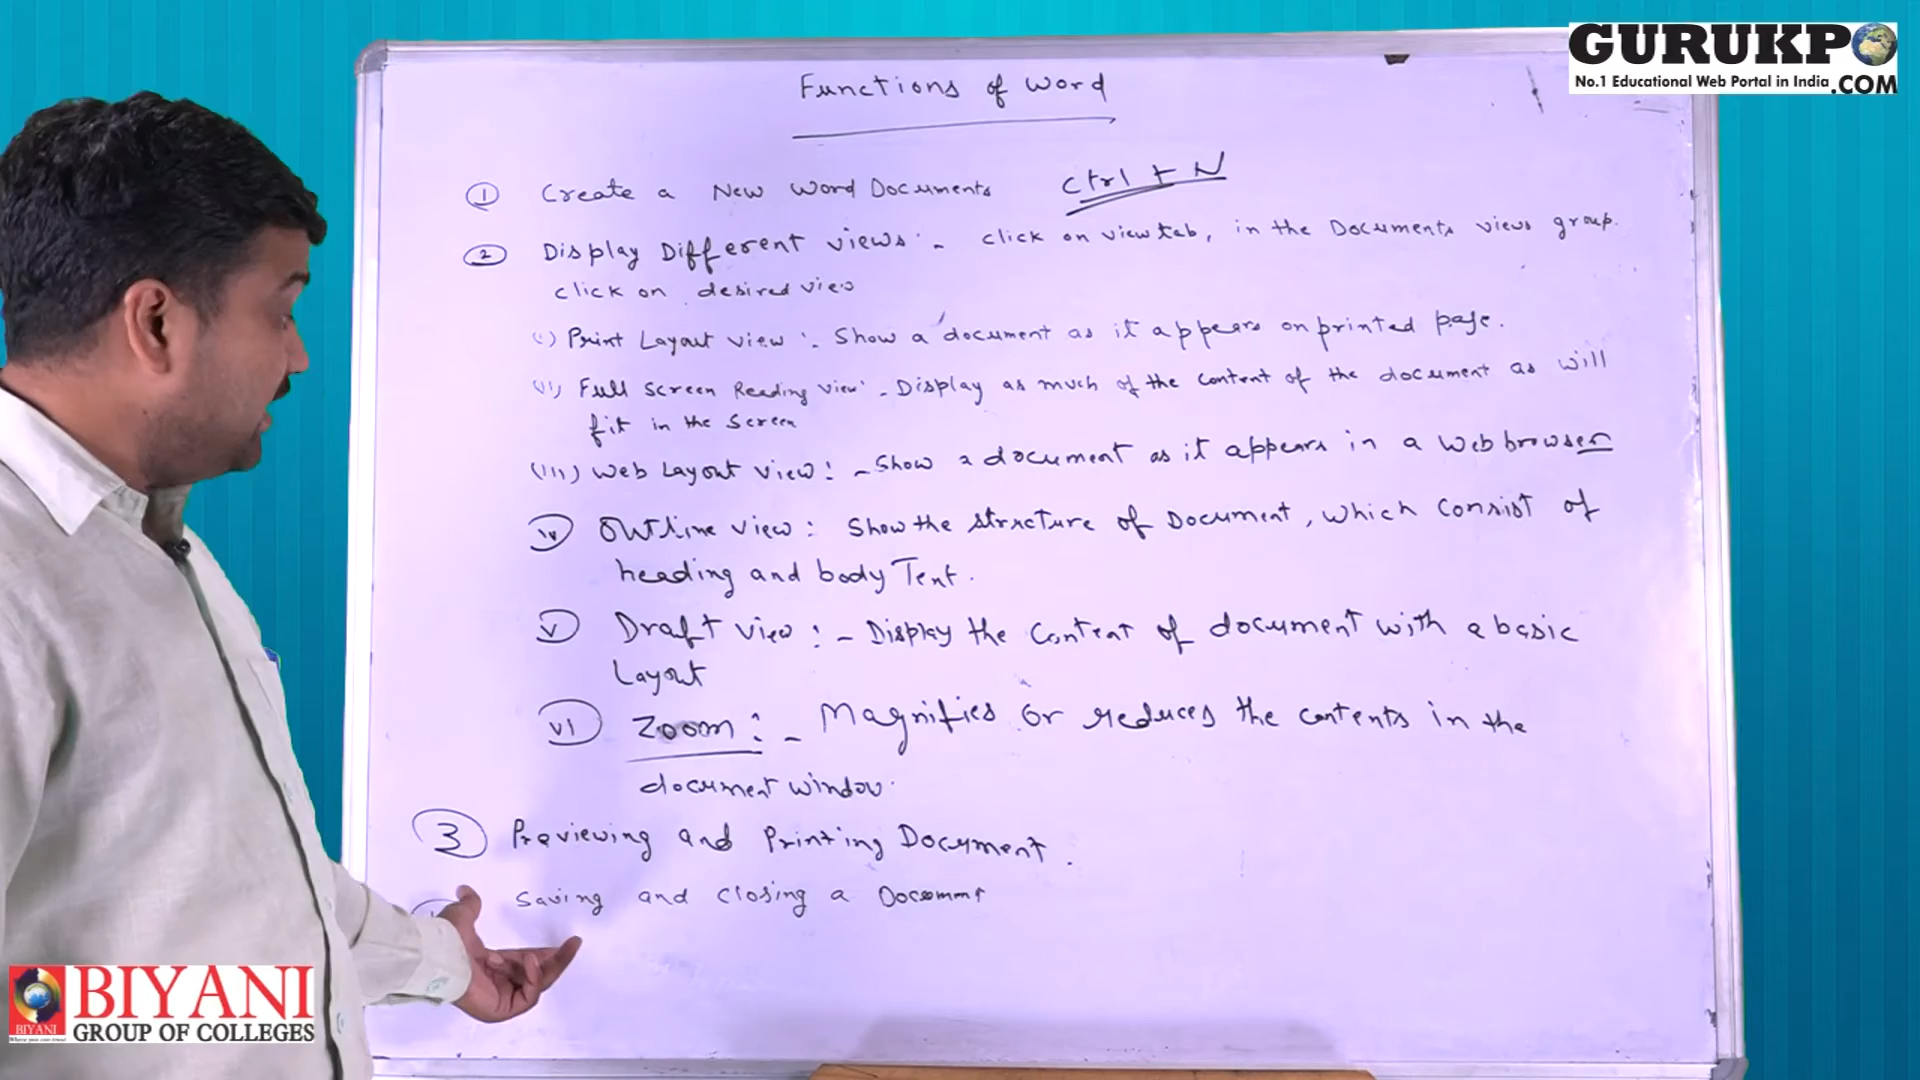 GURUKPO
No.1 Educational Web Portal in India .COM
Functions of Word
1 Create a New Word Documents Ctrl + N
2 Display Different views :- click on view tab, in the Documents views group.
click on desired view
(i) Print Layout view :- Show a document as it appears on printed page.
(ii) Full Screen Reading view :- Display as much of the content of the document as will
fit in the Screen
(iii) Web Layout view :- Show a document as it appears in a Web browser
iv Outline view : Show the structure of Document, which consist of
heading and body Text.
v Draft view :- Display the content of document with a basic
Layout
vi Zoom :- Magnifies or reduces the contents in the
document window.
3 Previewing and Printing Document.
Saving and closing a Document
BIYANI
GROUP OF COLLEGES
BIYANI